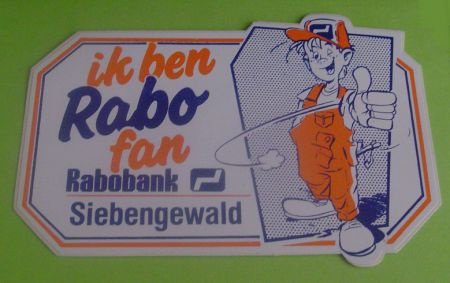 ik ben
Rabo
fan
Rabobank
Siebengewald